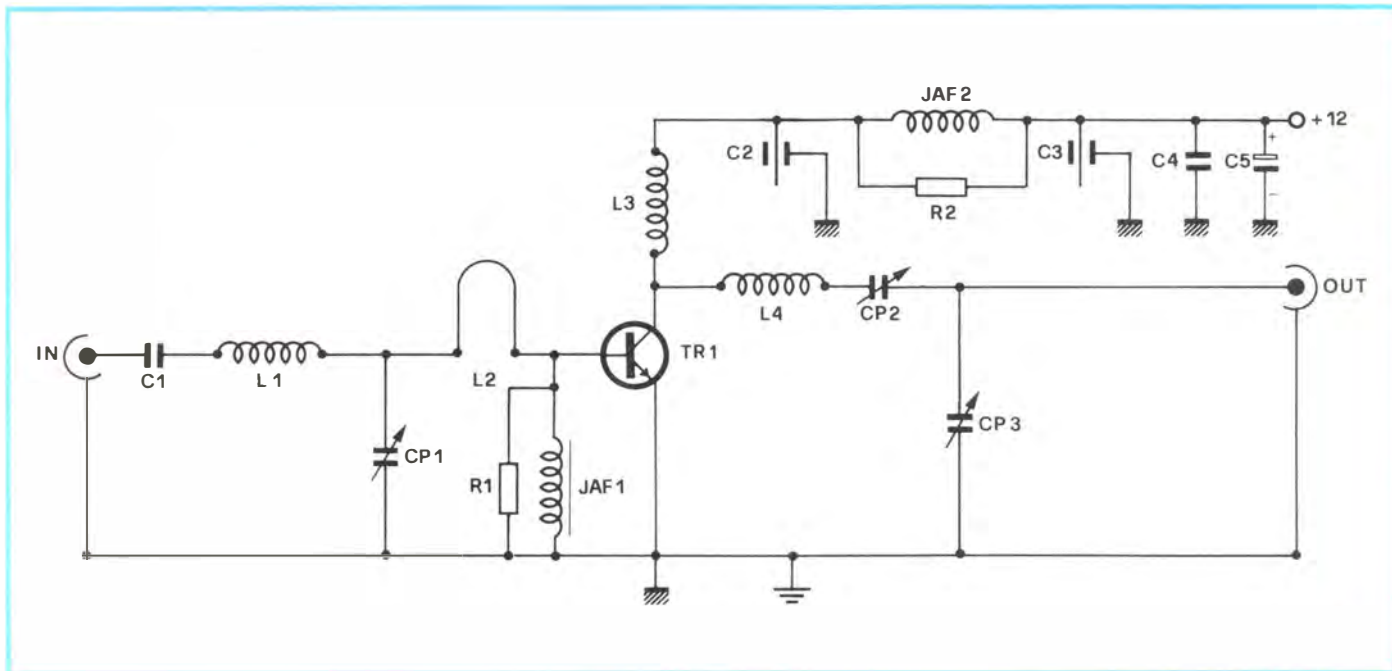 JAF2
+12
C2
C3
C4
+
C5
–
R2
L3
OUT
L4
CP2
IN
C1
L1
L2
TR1
CP1
CP3
R1
JAF1